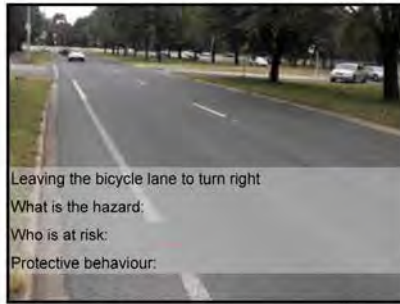 Leaving the bicycle lane to turn right
What is the hazard:
Who is at risk:
Protective behaviour: